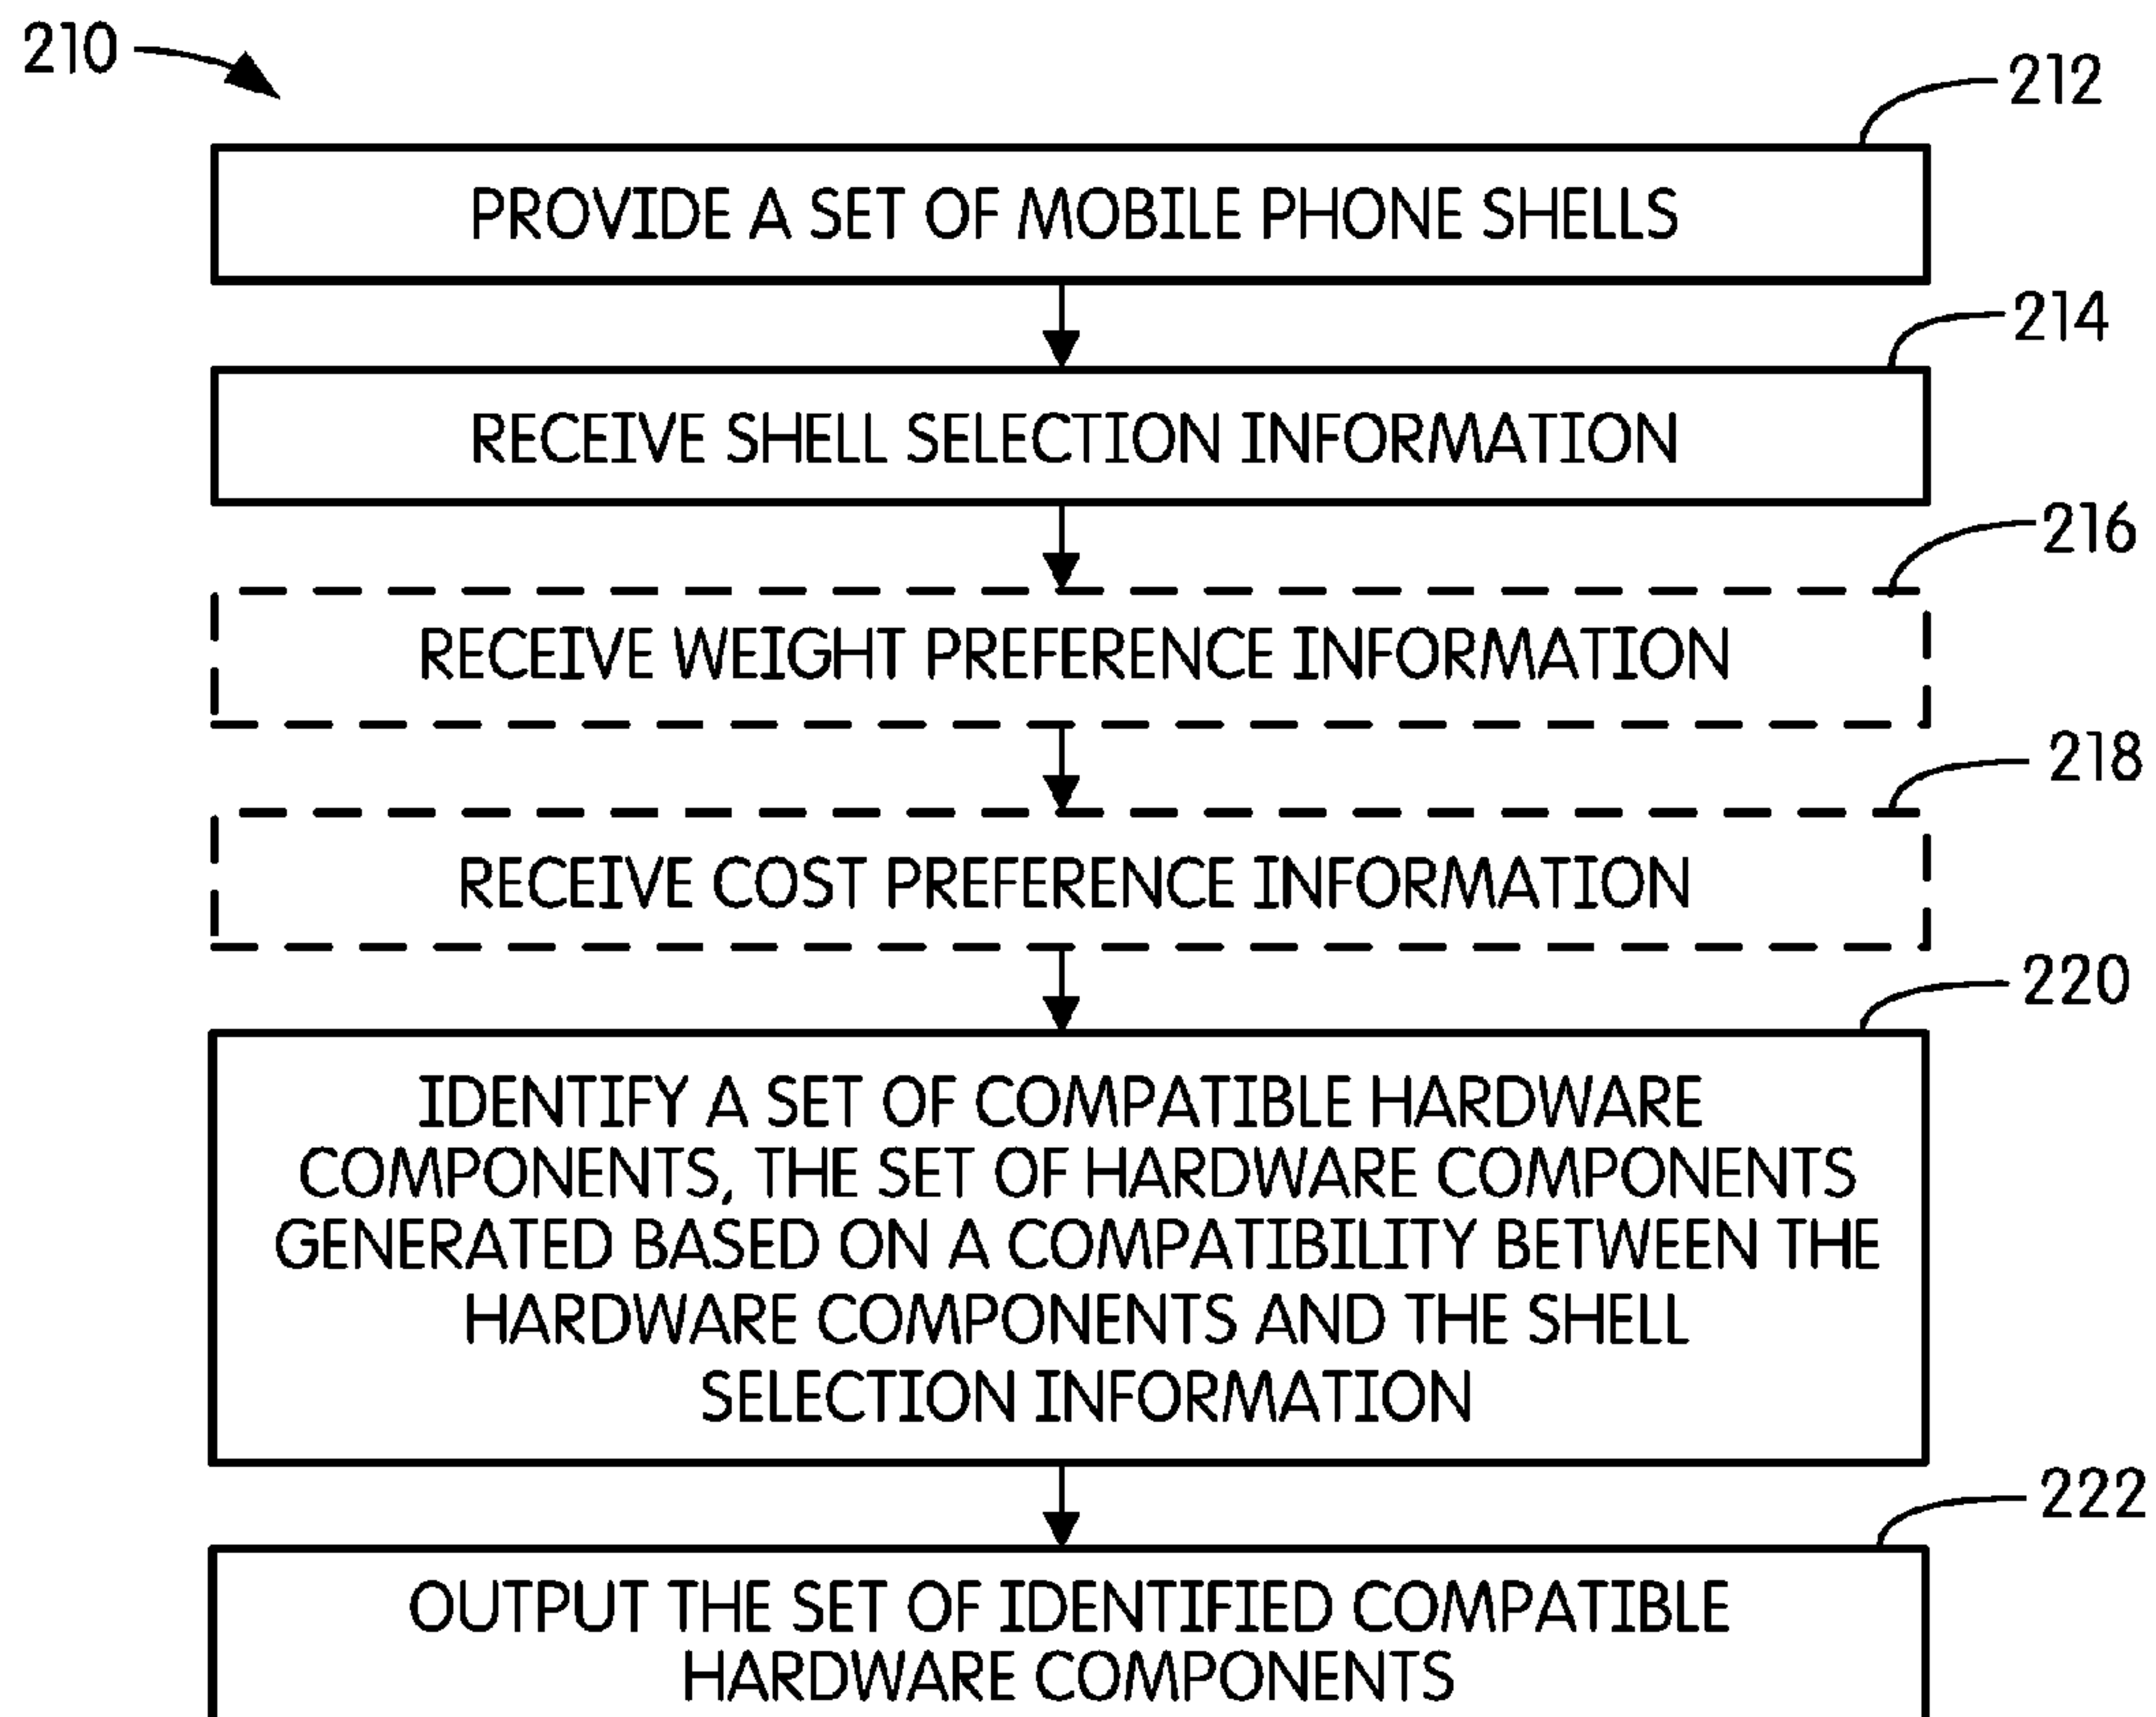 210
212
PROVIDE A SET OF MOBILE PHONE SHELLS
214
RECEIVE SHELL SELECTION INFORMATION
216
RECEIVE WEIGHT PREFERENCE INFORMATION
218
RECEIVE COST PREFERENCE INFORMATION
220
IDENTIFY A SET OF COMPATIBLE HARDWARE
COMPONENTS, THE SET OF HARDWARE COMPONENTS
GENERATED BASED ON A COMPATIBILITY BETWEEN THE
HARDWARE COMPONENTS AND THE SHELL
SELECTION INFORMATION
222
OUTPUT THE SET OF IDENTIFIED COMPATIBLE
HARDWARE COMPONENTS